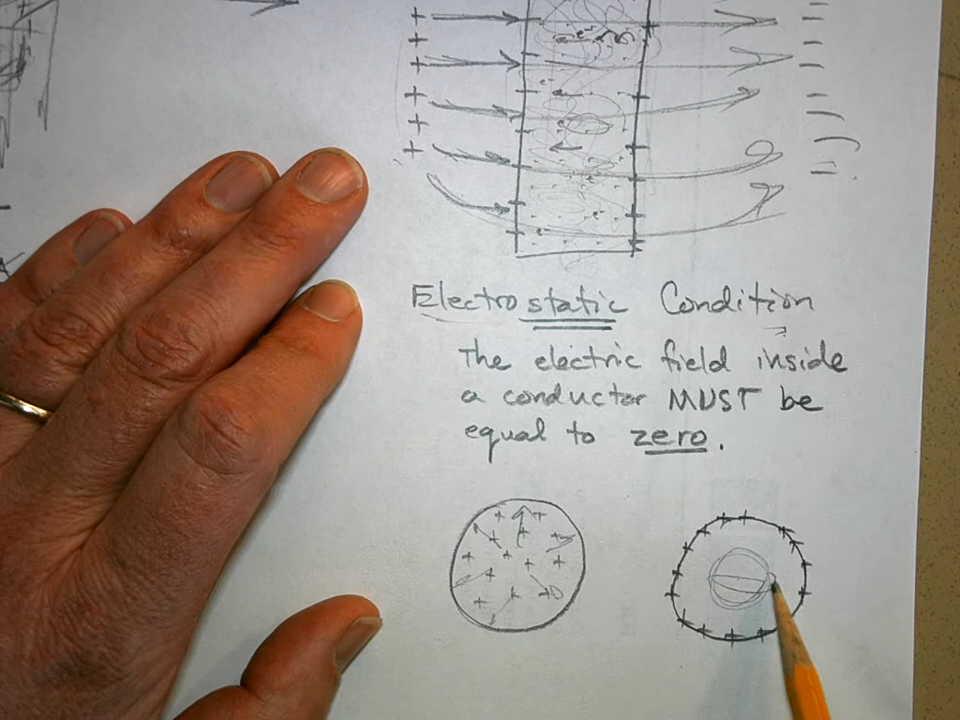 Electrostatic Condition
The electric field inside
a conductor MUST be
equal to zero.